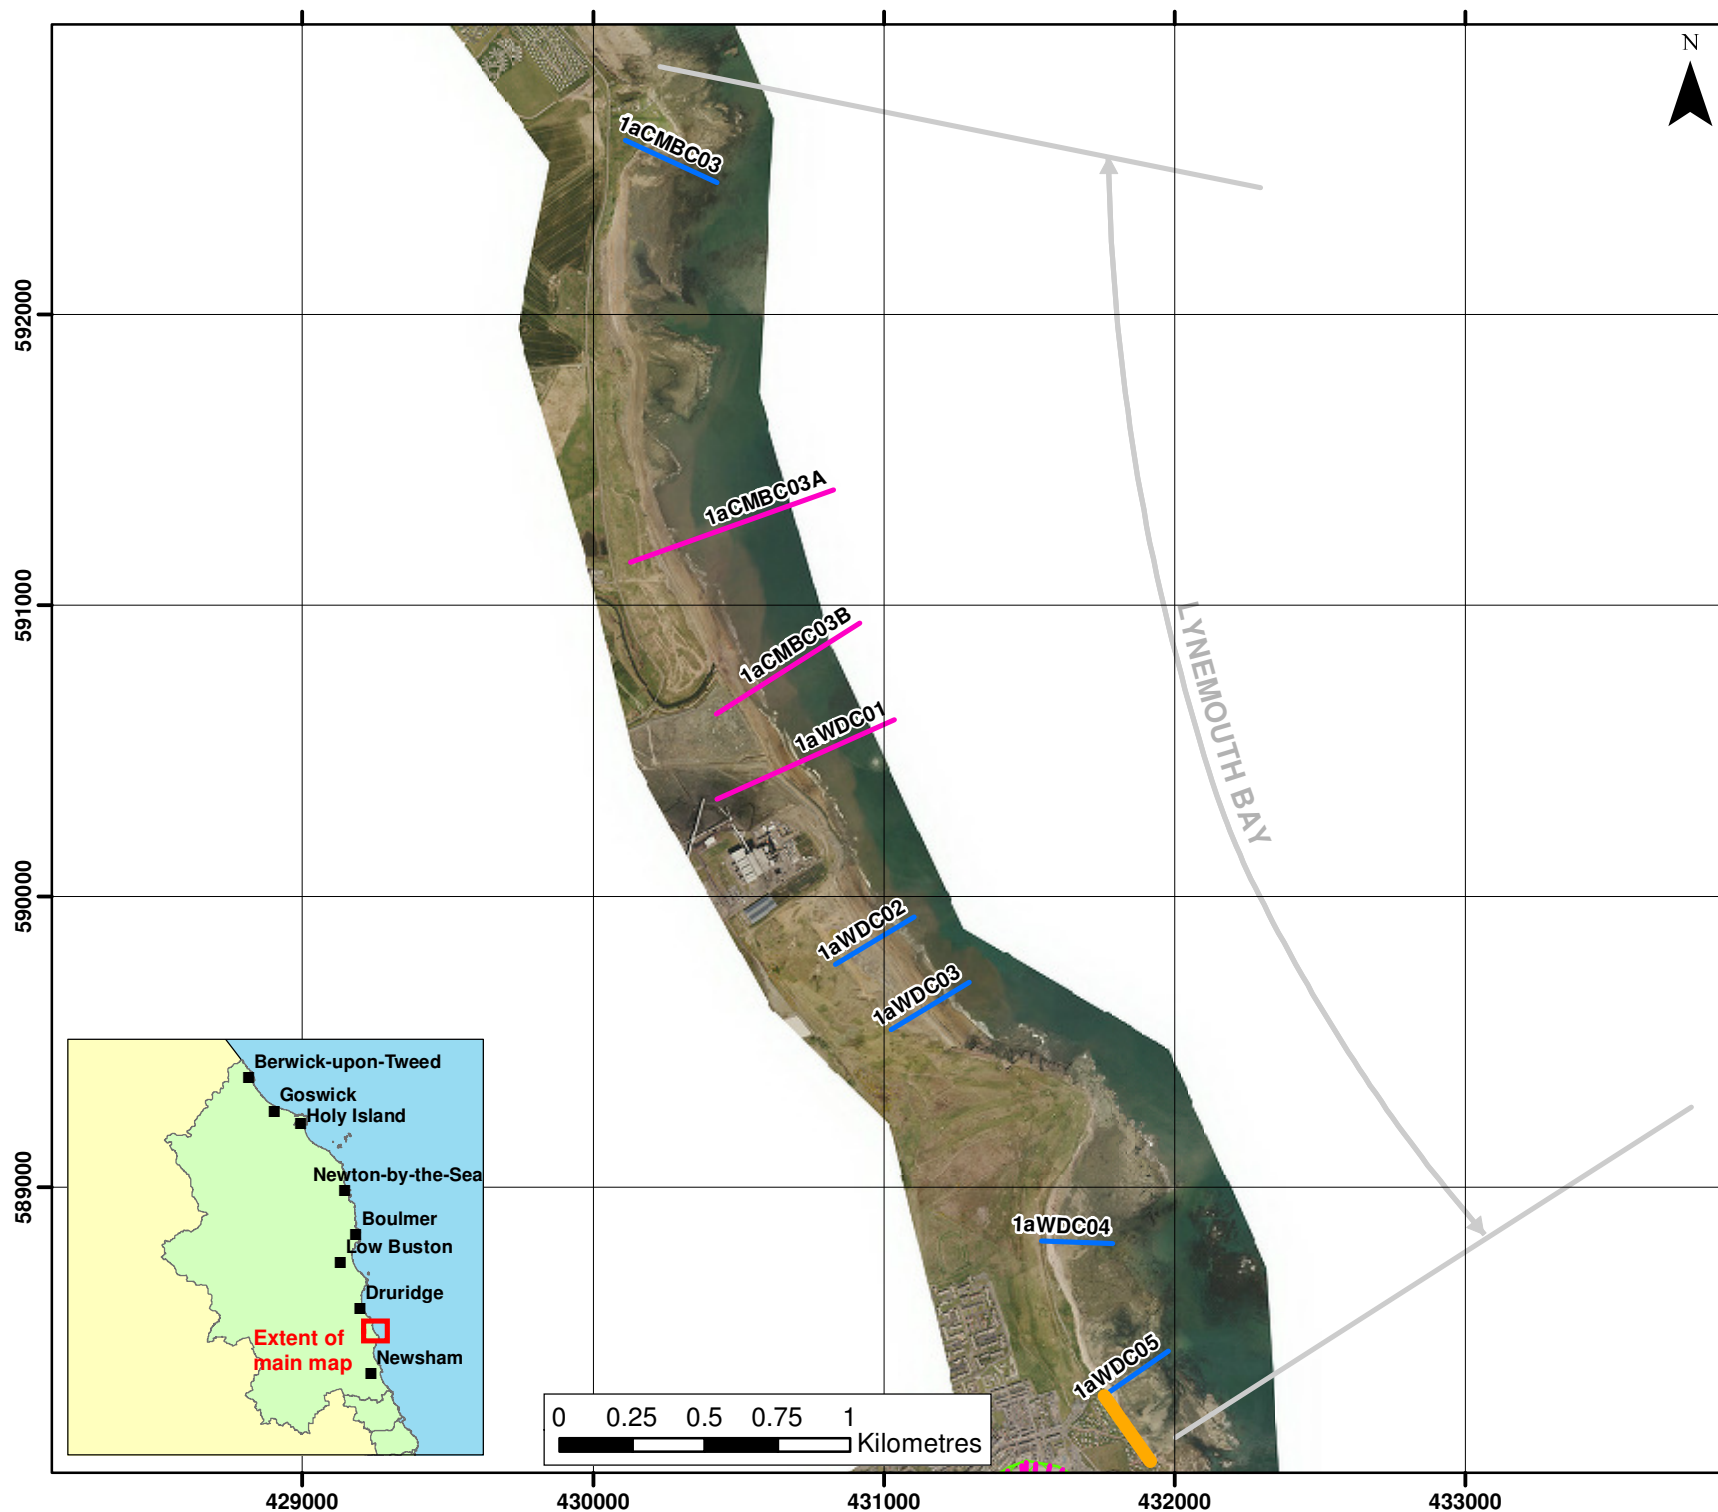 N
1aCMBC03
592000
1aCMBC03A
591000
1aCMBC03B
LYNEMOUTH BAY
1aWDC01
590000
1aWDC02
1aWDC03
589000
1aWDC04
1aWDC05
Berwick-upon-Tweed
Goswick
Holy Island
Newton-by-the-Sea
Boulmer
Low Buston
Druridge
Extent of
main map
Newsham
0 0.25 0.5 0.75 1
Kilometres
429000 430000 431000 432000 433000